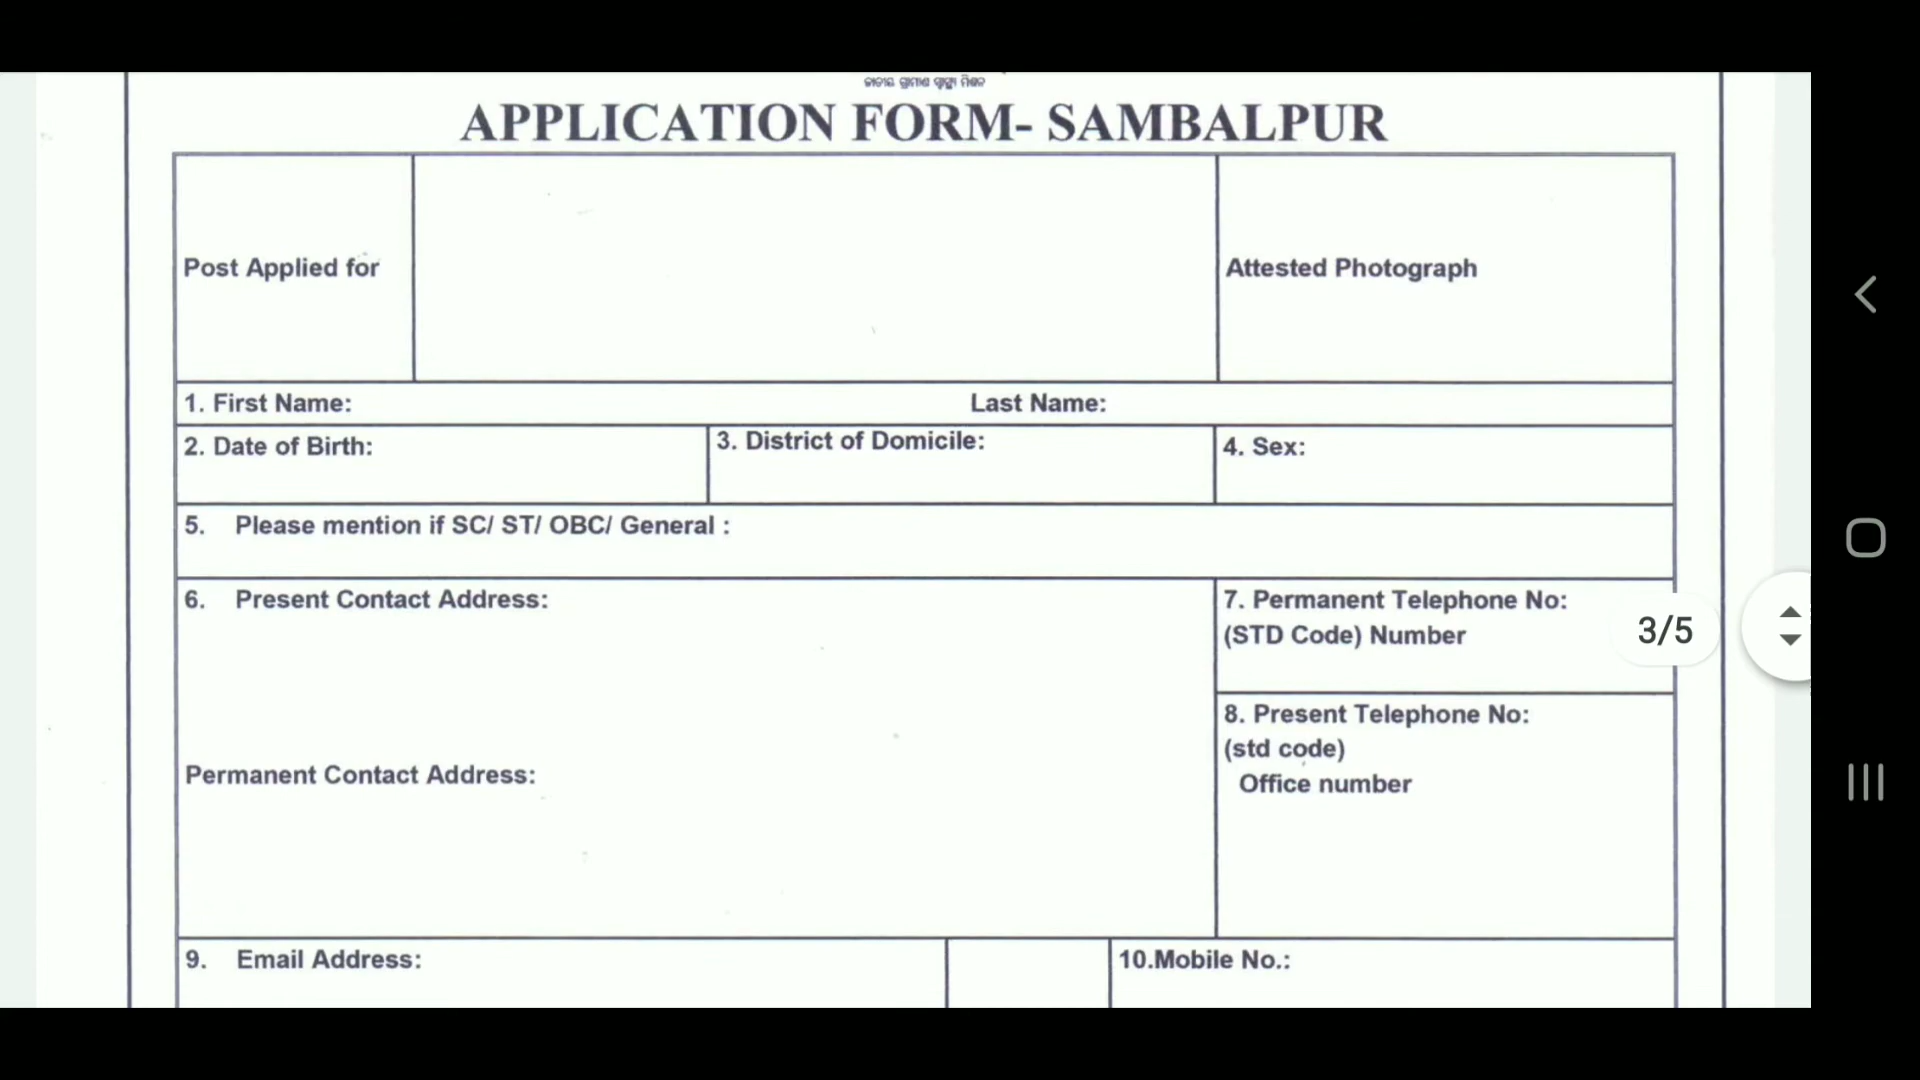 ଜାତୀୟ ଗ୍ରାମୀଣ ସ୍ୱାସ୍ଥ୍ୟ ମିଶନ
APPLICATION FORM- SAMBALPUR
Post Applied for
Attested Photograph
1. First Name: Last Name:
2. Date of Birth:
3. District of Domicile:
4. Sex:
5. Please mention if SC/ ST/ OBC/ General :
6. Present Contact Address:
7. Permanent Telephone No:
(STD Code) Number
3/5
8. Present Telephone No:
(std code)
Office number
Permanent Contact Address:
9. Email Address:
10.Mobile No.: